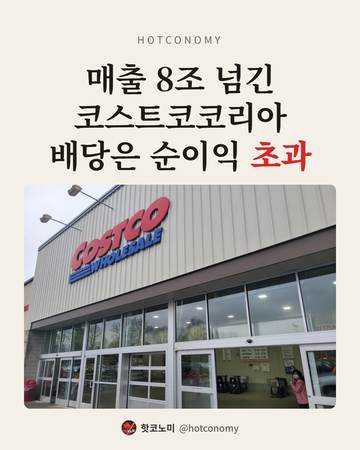 HOTCONOMY
매출 8조 넘긴
코스트코코리아
배당은 순이익 초과
COSTCO
WHOLESALE
핫코노미 @hotconomy